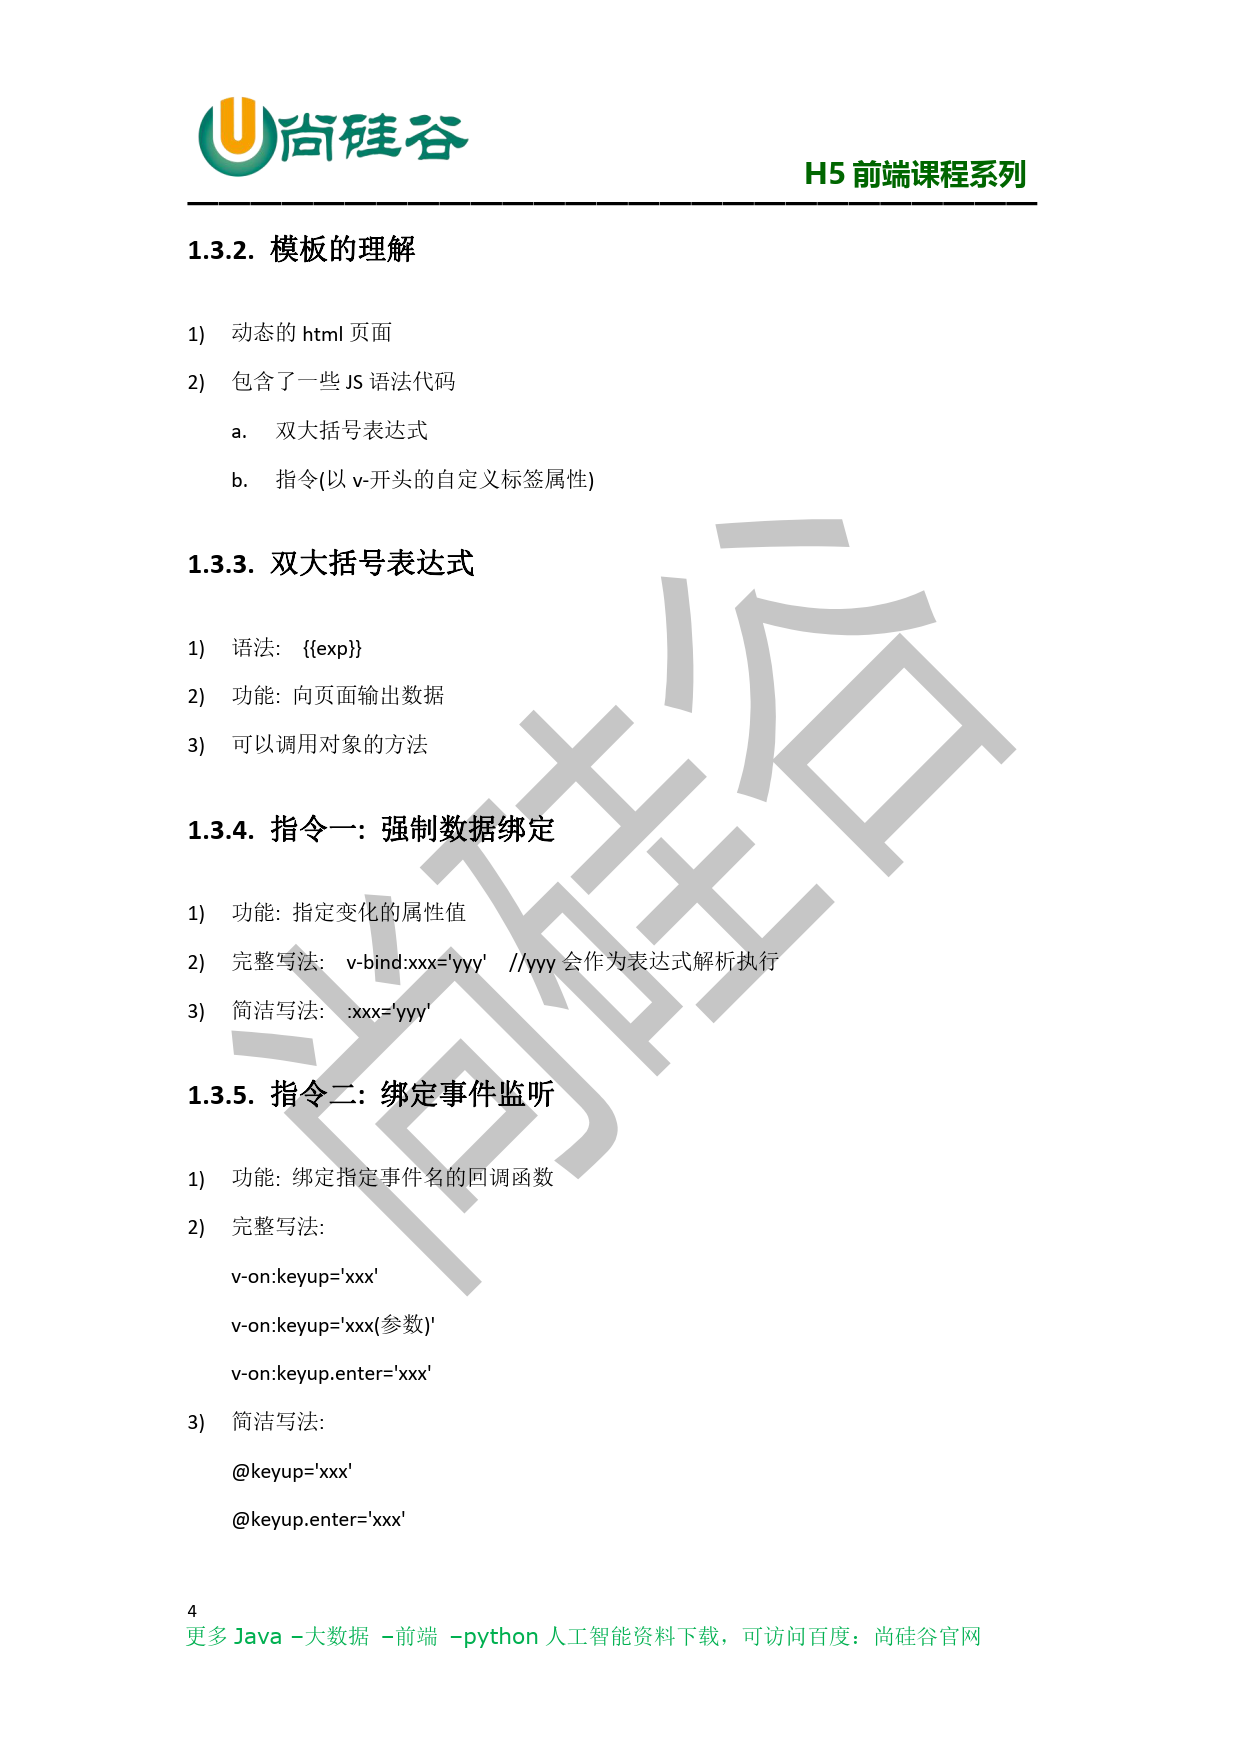 尚硅谷
H5 前端课程系列
1.3.2. 模板的理解
1) 动态的 html 页面
2) 包含了一些 JS 语法代码
a. 双大括号表达式
b. 指令(以 v-开头的自定义标签属性)
1.3.3. 双大括号表达式
1) 语法: {{exp}}
2) 功能: 向页面输出数据
3) 可以调用对象的方法
1.3.4. 指令一: 强制数据绑定
1) 功能: 指定变化的属性值
2) 完整写法: v-bind:xxx='yyy' //yyy 会作为表达式解析执行
3) 简洁写法: :xxx='yyy'
1.3.5. 指令二: 绑定事件监听
1) 功能: 绑定指定事件名的回调函数
2) 完整写法:
v-on:keyup='xxx'
v-on:keyup='xxx(参数)'
v-on:keyup.enter='xxx'
3) 简洁写法:
@keyup='xxx'
@keyup.enter='xxx'
尚硅谷
4
更多 Java –大数据 –前端 –python 人工智能资料下载，可访问百度：尚硅谷官网